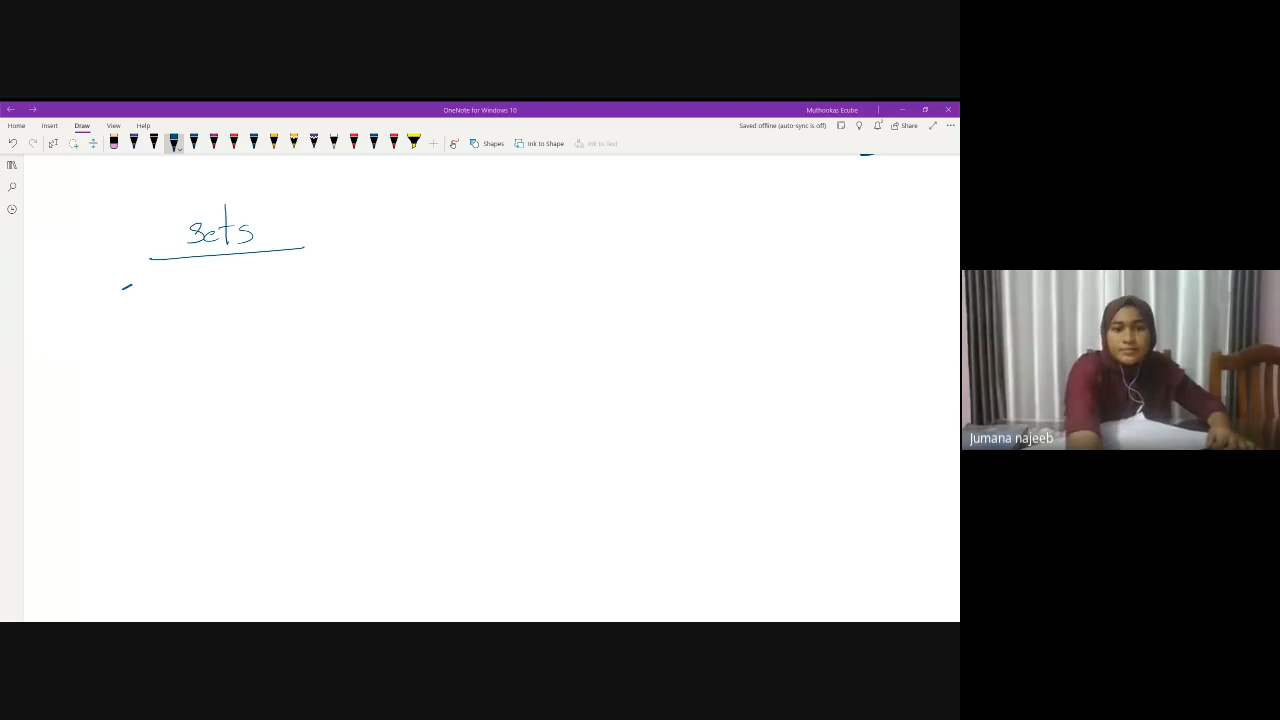 OneNote for Windows 10
Muthookas Ecube
Home Insert Draw View Help
Saved offline (auto-sync is off) Share
Shapes Ink to Shape Ink to Text
sets
Jumana najeeb